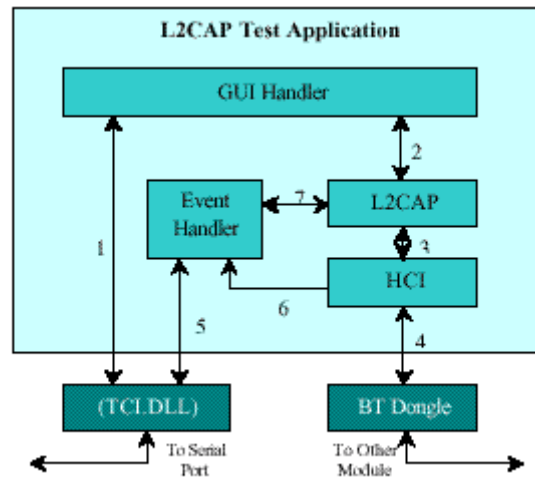 L2CAP Test Application
GUI Handler
2
Event
Handler
7
L2CAP
1
3
HCI
6
5
4
(TCI.DLL)
BT Dongle
To Serial
Port
To Other
Module